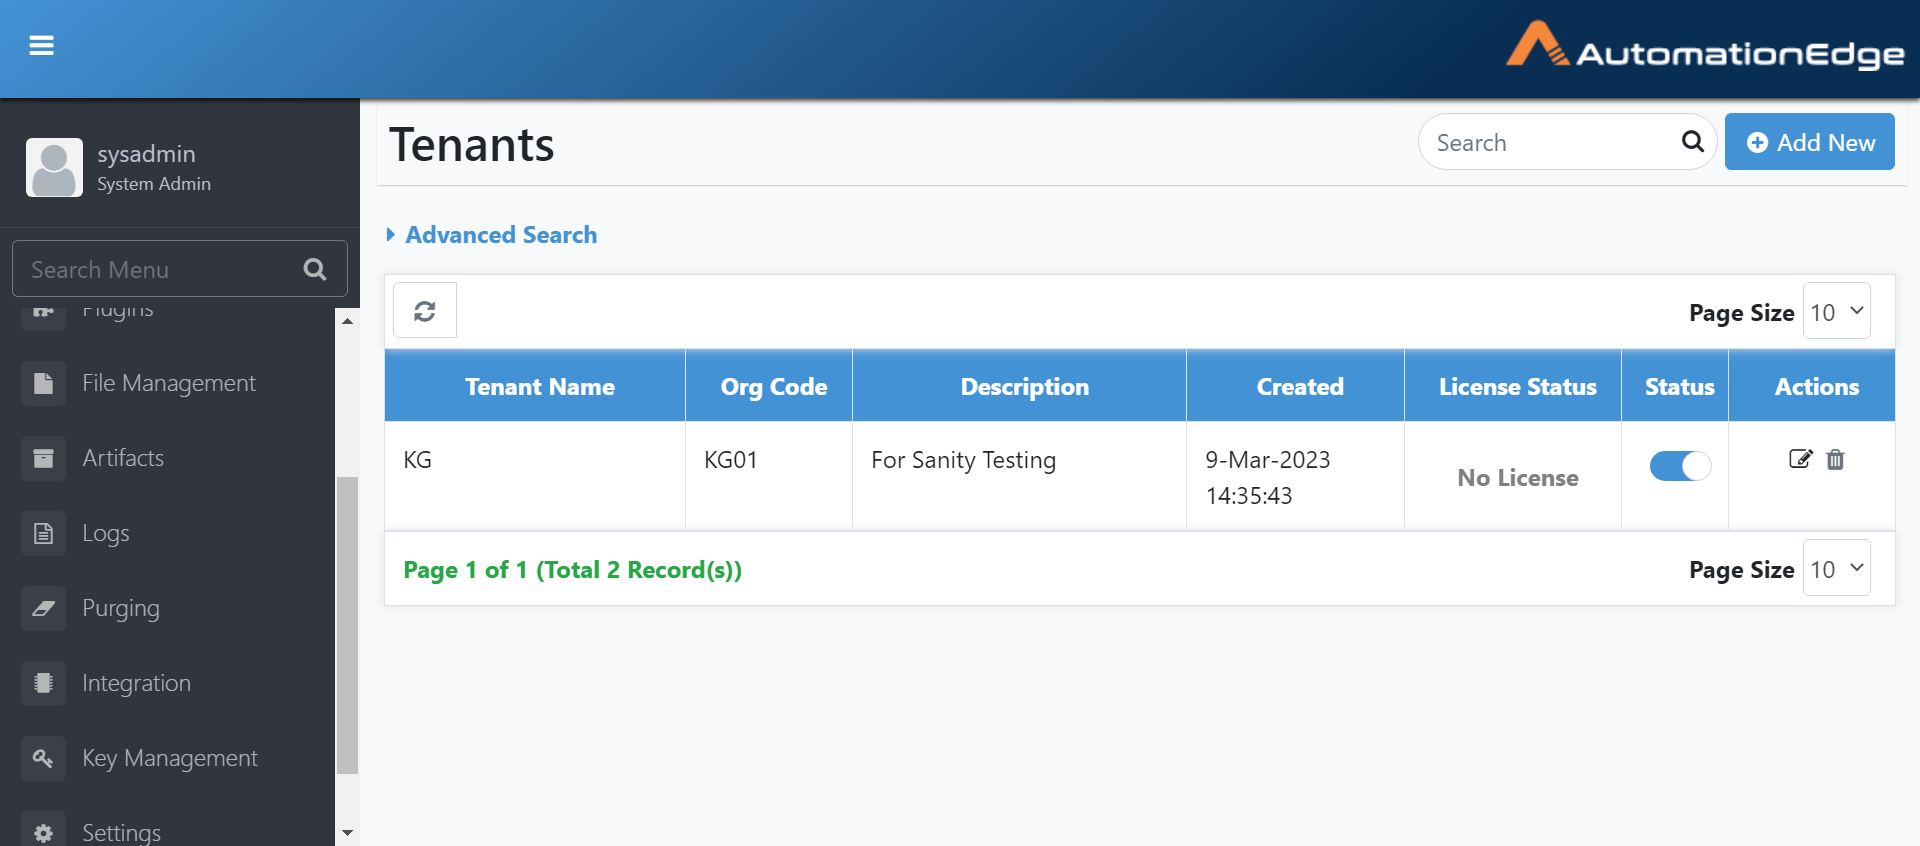 AutomationEdge
sysadmin
System Admin
Search Menu
Plugins
File Management
Artifacts
Logs
Purging
Integration
Key Management
Settings
Tenants
Search
Add New
Advanced Search
Page Size 10
Tenant Name Org Code Description Created License Status Status Actions
KG KG01 For Sanity Testing 9-Mar-2023
14:35:43 No License
Page 1 of 1 (Total 2 Record(s)) Page Size 10